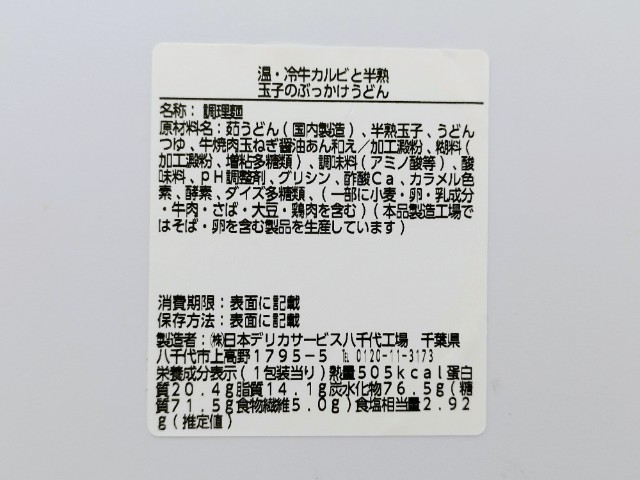 温・冷牛カルビと半熟
玉子のぶっかけうどん
名称：調理麺
原材料名：茹うどん(国内製造)、半熟玉子、うどん
つゆ、牛焼肉玉ねぎ醤油あん和え／加工澱粉、糊料(
加工澱粉、増粘多糖類)、調味料(アミノ酸等)、酸
味料、pH調整剤、グリシン、酢酸Ca、カラメル色
素、酵素、ダイズ多糖類、(一部に小麦・卵・乳成分
・牛肉・さば・大豆・鶏肉を含む)(本品製造工場で
はそば・卵を含む製品を生産しています)
消費期限：表面に記載
保存方法：表面に記載
製造者：㈱日本デリカサービス八千代工場　千葉県
八千代市上高野1795-5　℡ 0120-11-3173
栄養成分表示(1包装当り)熱量505kcal蛋白
質20.4g脂質14.1g炭水化物76.5g(糖
質71.5g食物繊維5.0g)食塩相当量2.92
g(推定値)